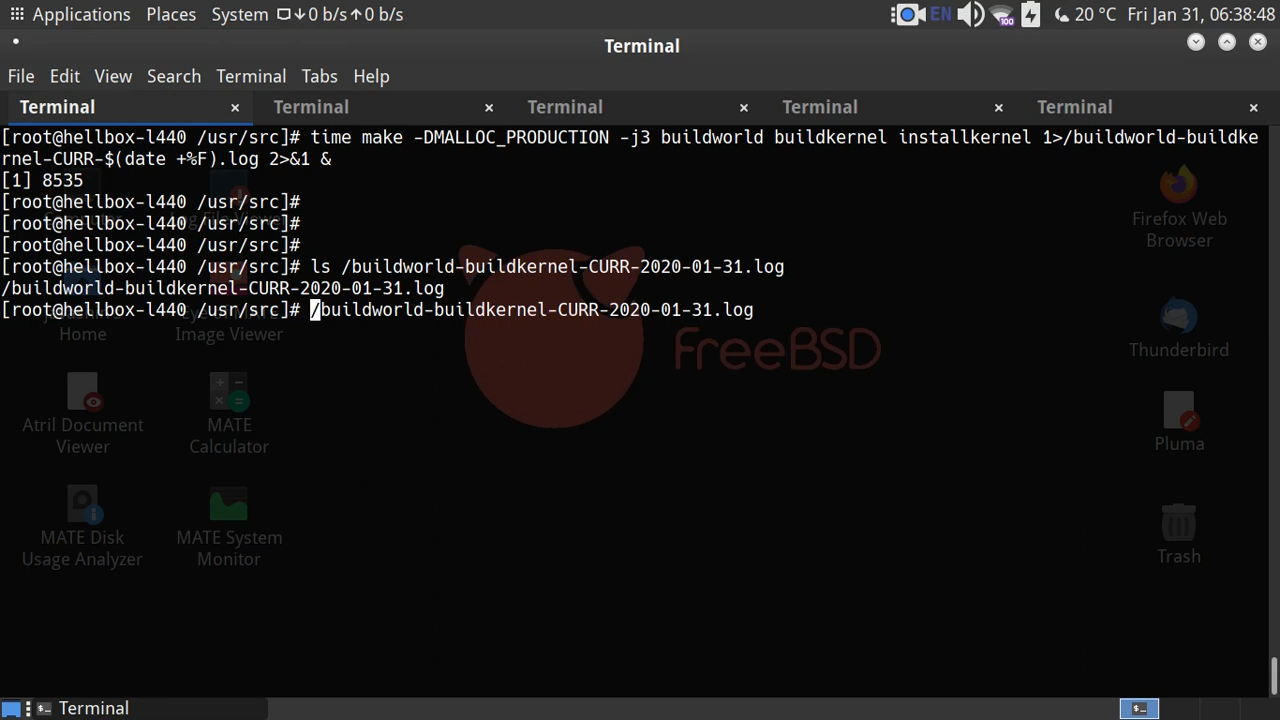 Applications Places System 0 b/s 0 b/s EN 100 20 °C Fri Jan 31, 06:38:48
Terminal
File Edit View Search Terminal Tabs Help
Terminal Terminal Terminal Terminal Terminal
[root@hellbox-l440 /usr/src]# time make -DMALLOC_PRODUCTION -j3 buildworld buildkernel installkernel 1>/buildworld-buildke
rnel-CURR-$(date +%F).log 2>&1 &
[1] 8535
[root@hellbox-l440 /usr/src]#
[root@hellbox-l440 /usr/src]#
[root@hellbox-l440 /usr/src]#
[root@hellbox-l440 /usr/src]# ls /buildworld-buildkernel-CURR-2020-01-31.log
/buildworld-buildkernel-CURR-2020-01-31.log
[root@hellbox-l440 /usr/src]# /buildworld-buildkernel-CURR-2020-01-31.log
Home
Image Viewer
FreeBSD
Firefox Web
Browser
Thunderbird
Atril Document
Viewer
MATE
Calculator
Pluma
MATE Disk
Usage Analyzer
MATE System
Monitor
Trash
Terminal